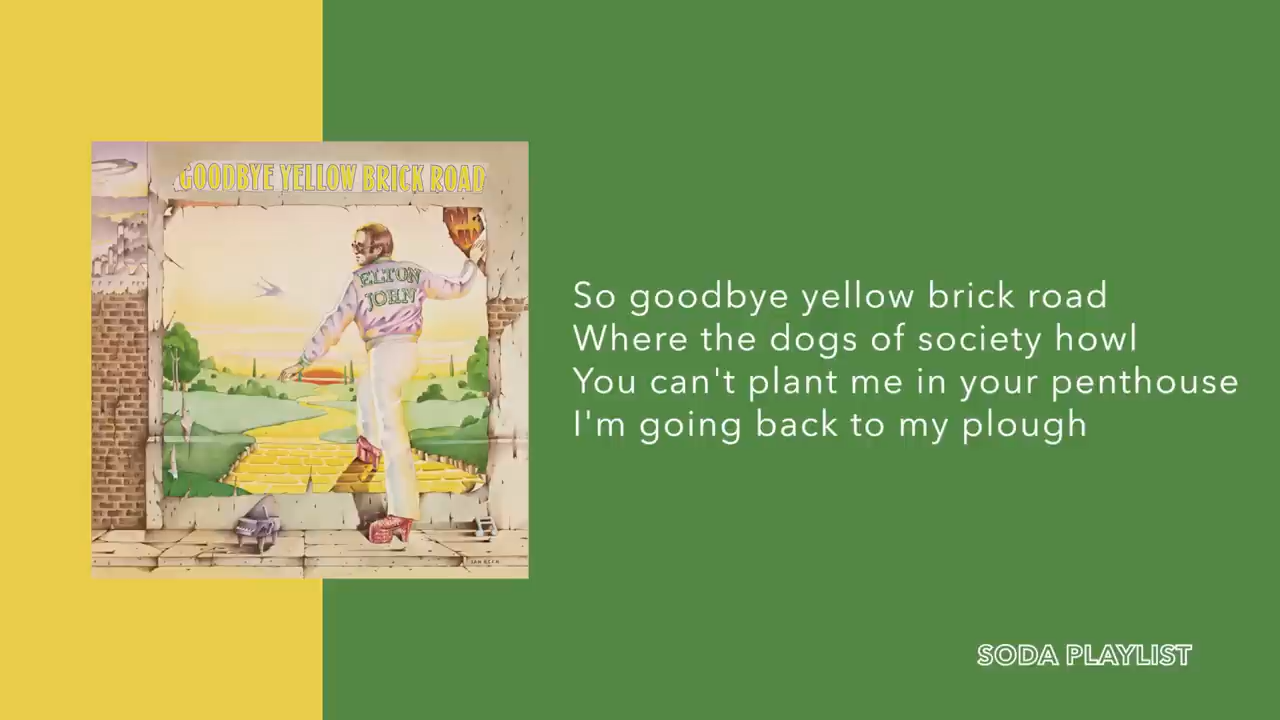 GOODBYE YELLOW BRICK ROAD
ELTON
JOHN
So goodbye yellow brick road
Where the dogs of society howl
You can't plant me in your penthouse
I'm going back to my plough
SODA PLAYLIST